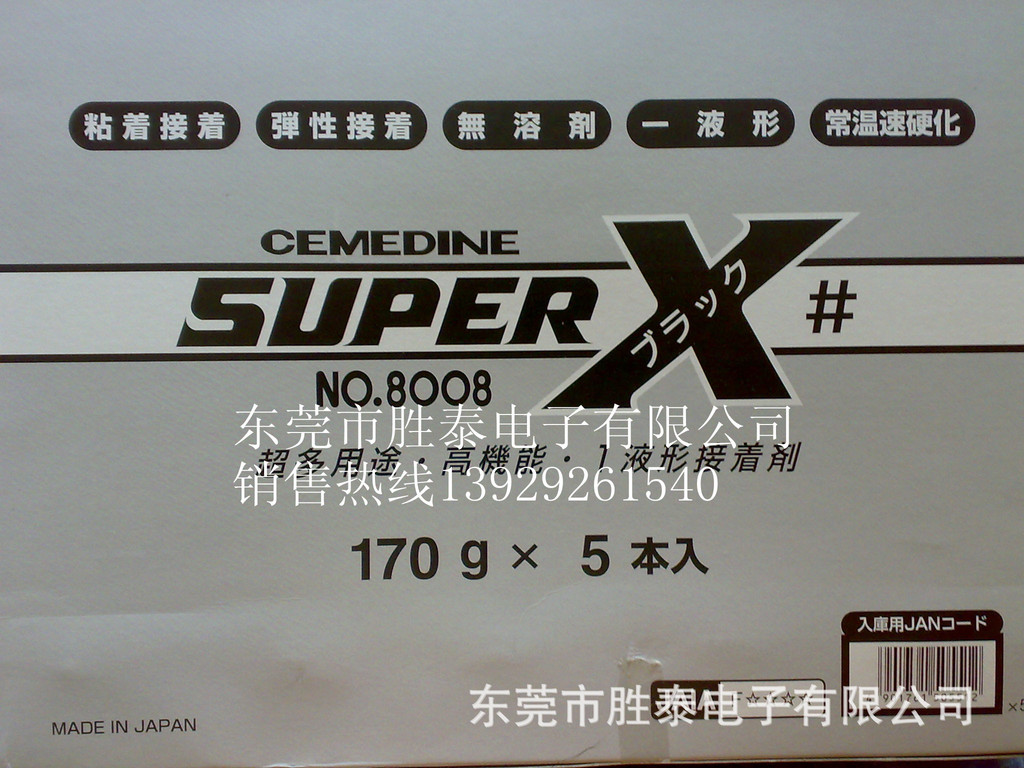 粘着接着 弾性接着 無溶剤 一液形 常温速硬化
CEMEDINE
SUPER X #
ブラック
NO.8008
东莞市胜泰电子有限公司
超多用途・高機能・1液形接着剤
销售热线13929261540
170g × 5本入
入庫用JANコード
东莞市胜泰电子有限公司
MADE IN JAPAN